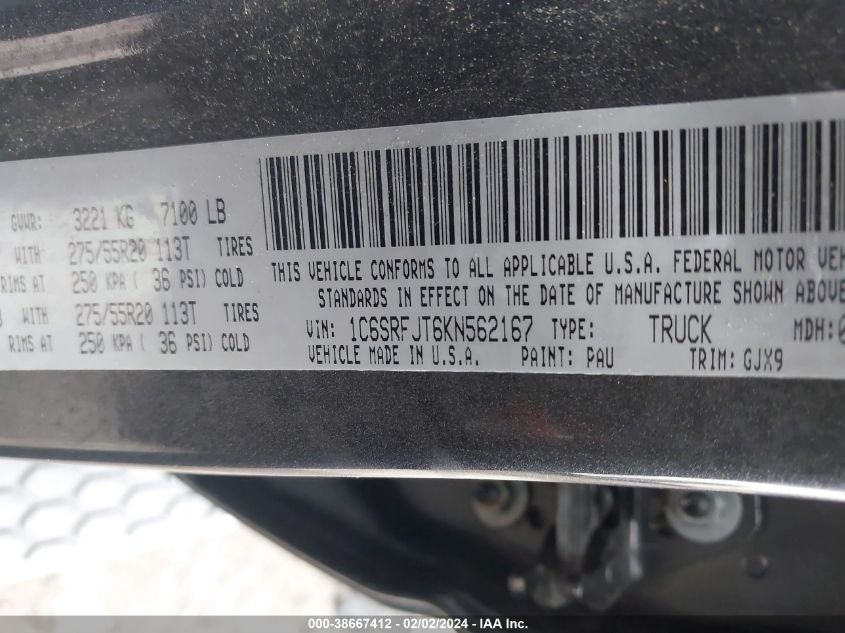 GVWR: 3221 KG 7100 LB
WITH 275/55R20 113T TIRES
RIMS AT 250 KPA ( 36 PSI) COLD
WITH 275/55R20 113T TIRES
RIMS AT 250 KPA ( 36 PSI) COLD
THIS VEHICLE CONFORMS TO ALL APPLICABLE U.S.A. FEDERAL MOTOR VEH
STANDARDS IN EFFECT ON THE DATE OF MANUFACTURE SHOWN ABOVE
VIN: 1C6SRFJT6KN562167 TYPE: TRUCK MDH:0
VEHICLE MADE IN U.S.A. PAINT: PAU TRIM: GJX9
000-38667412 - 02/02/2024 - IAA Inc.